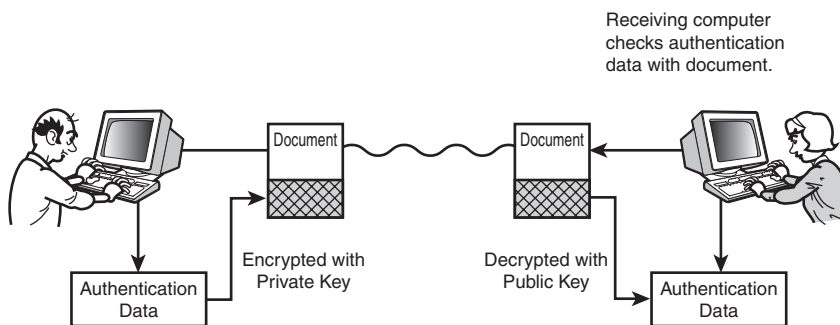 Receiving computer
checks authentication
data with document.
Document
Document
Encrypted with
Private Key
Decrypted with
Public Key
Authentication
Data
Authentication
Data